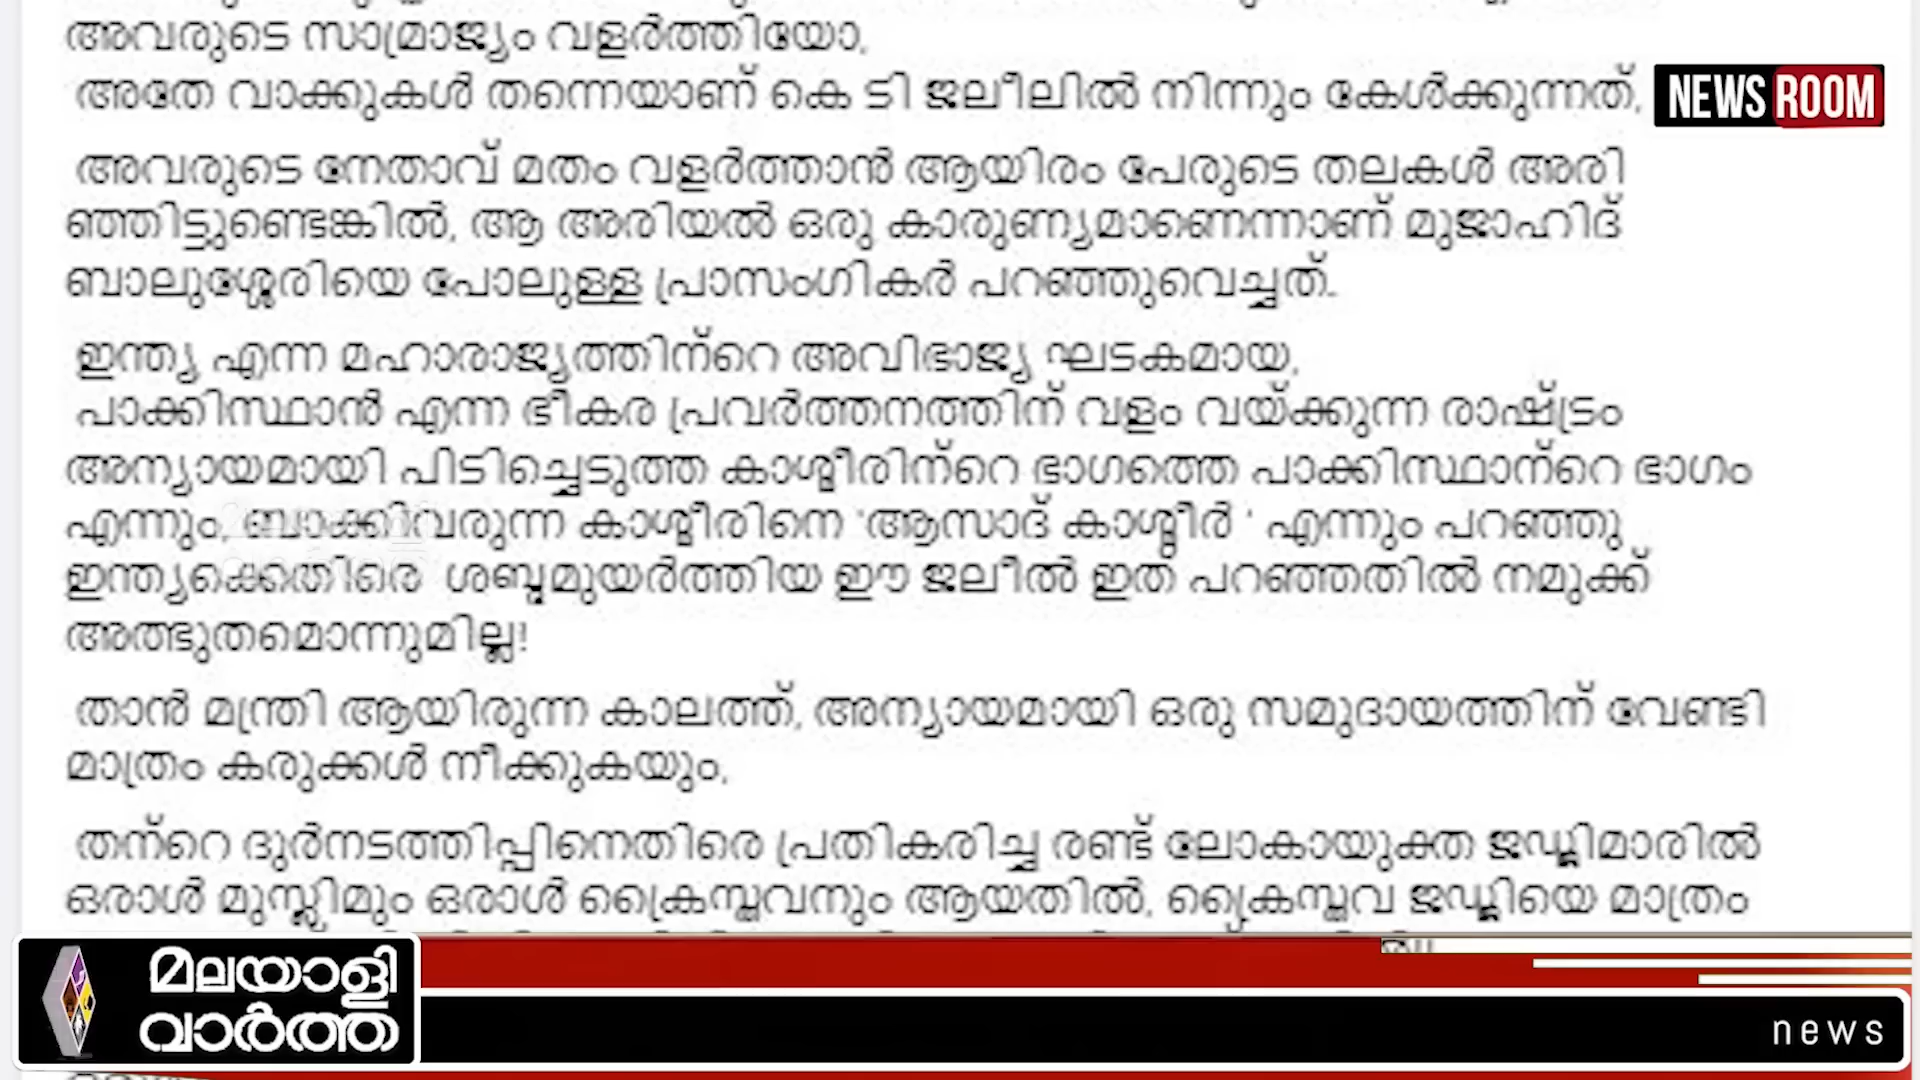 അവരുടെ സാമ്രാജ്യം വളർത്തിയോ,
അതേ വാക്കുകൾ തന്നെയാണ് കെ ടി ജലീലിൽ നിന്നും കേൾക്കുന്നത്,
NEWS ROOM
അവരുടെ നേതാവ് മതം വളർത്താൻ ആയിരം പേരുടെ തലകൾ അരി
ഞ്ഞിട്ടുണ്ടെങ്കിൽ, ആ അരിയൽ ഒരു കാരുണ്യമാണെന്നാണ് മുജാഹിദ്
ബാലുശ്ശേരിയെ പോലുള്ള പ്രാസംഗികർ പറഞ്ഞുവെച്ചത്.
ഇന്ത്യ എന്ന മഹാരാജ്യത്തിന്റെ അവിഭാജ്യ ഘടകമായ,
പാക്കിസ്ഥാൻ എന്ന ഭീകര പ്രവർത്തനത്തിന് വളം വയ്ക്കുന്ന രാഷ്ട്രം
അന്യായമായി പിടിച്ചെടുത്ത കാശ്മീരിന്റെ ഭാഗത്തെ പാക്കിസ്ഥാന്റെ ഭാഗം
എന്നും, ബാക്കിവരുന്ന കാശ്മീരിനെ 'ആസാദ് കാശ്മീർ ' എന്നും പറഞ്ഞു
ഇന്ത്യക്കെതിരെ ശബ്ദമുയർത്തിയ ഈ ജലീൽ ഇത് പറഞ്ഞതിൽ നമുക്ക്
അത്ഭുതമൊന്നുമില്ല!
താൻ മന്ത്രി ആയിരുന്ന കാലത്ത്, അന്യായമായി ഒരു സമുദായത്തിന് വേണ്ടി
മാത്രം കരുക്കൾ നീക്കുകയും,
തന്റെ ദുർനടത്തിപ്പിനെതിരെ പ്രതികരിച്ച രണ്ട് ലോകായുക്ത ജഡ്ജിമാരിൽ
ഒരാൾ മുസ്ലിമും ഒരാൾ ക്രൈസ്തവനും ആയതിൽ, ക്രൈസ്തവ ജഡ്ജിയെ മാത്രം
മലയാളി
വാർത്ത
news